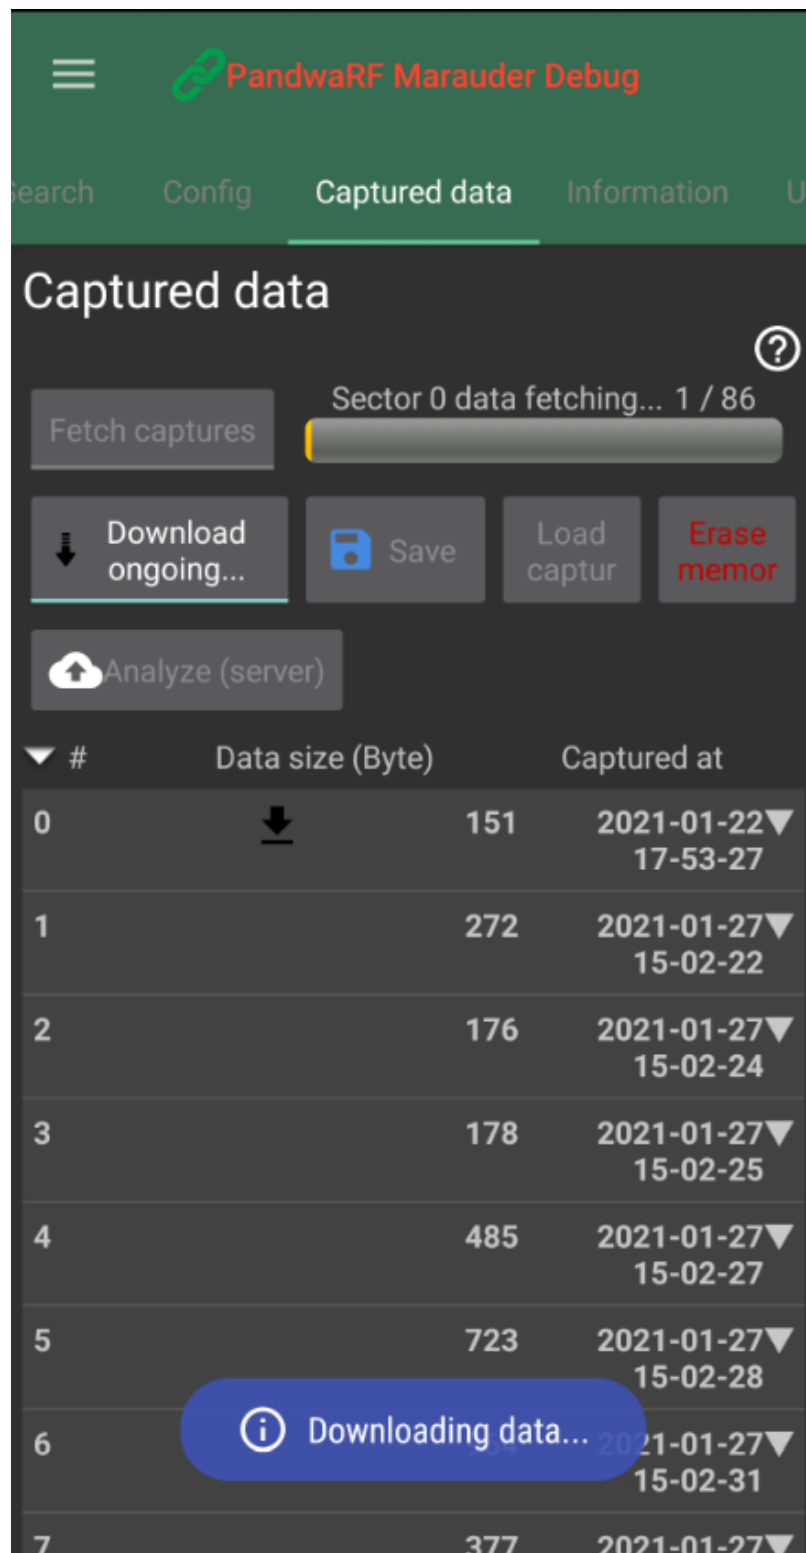 PandwaRF Marauder Debug
Search Config Captured data Information U
Captured data
Sector 0 data fetching... 1 / 86
Fetch captures
Download ongoing...
Save
Load captur
Erase memor
Analyze (server)
# Data size (Byte) Captured at
0 151 2021-01-22
17-53-27
1 272 2021-01-27
15-02-22
2 176 2021-01-27
15-02-24
3 178 2021-01-27
15-02-25
4 485 2021-01-27
15-02-27
5 723 2021-01-27
15-02-28
Downloading data...
6 2021-01-27
15-02-31
7 377 2021-01-27